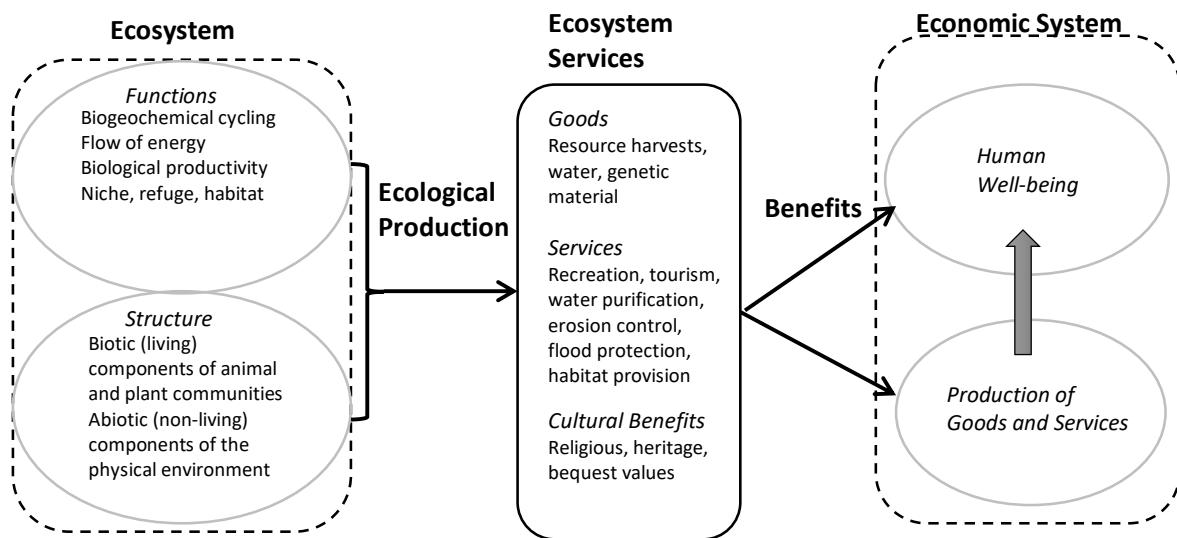 Ecosystem
Functions
Biogeochemical cycling
Flow of energy
Biological productivity
Niche, refuge, habitat
Structure
Biotic (living)
components of animal
and plant communities
Abiotic (non-living)
components of the
physical environment
Ecological
Production
Ecosystem
Services
Goods
Resource harvests,
water, genetic
material
Services
Recreation, tourism,
water purification,
erosion control,
flood protection,
habitat provision
Cultural Benefits
Religious, heritage,
bequest values
Benefits
Economic System
Human
Well-being
Production of
Goods and Services